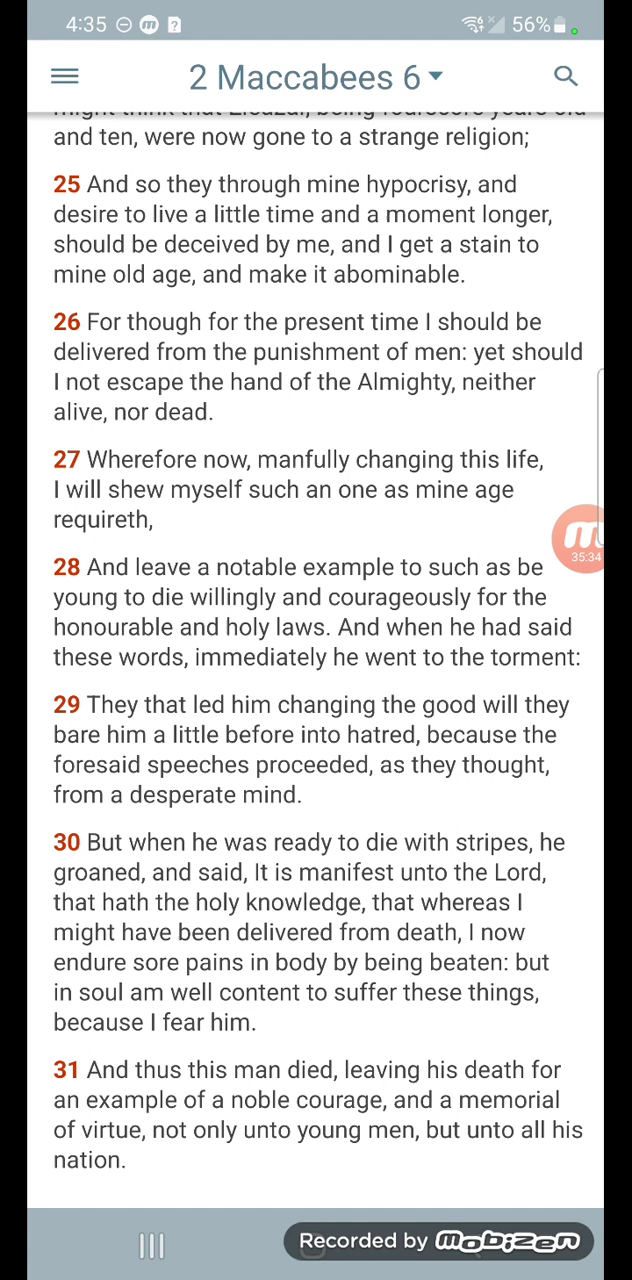 4:35 m ? 56%
2 Maccabees 6
might think that Eleazar, being fourscore years old
and ten, were now gone to a strange religion;
25 And so they through mine hypocrisy, and
desire to live a little time and a moment longer,
should be deceived by me, and I get a stain to
mine old age, and make it abominable.
26 For though for the present time I should be
delivered from the punishment of men: yet should
I not escape the hand of the Almighty, neither
alive, nor dead.
27 Wherefore now, manfully changing this life,
I will shew myself such an one as mine age
requireth,
m
35:34
28 And leave a notable example to such as be
young to die willingly and courageously for the
honourable and holy laws. And when he had said
these words, immediately he went to the torment:
29 They that led him changing the good will they
bare him a little before into hatred, because the
foresaid speeches proceeded, as they thought,
from a desperate mind.
30 But when he was ready to die with stripes, he
groaned, and said, It is manifest unto the Lord,
that hath the holy knowledge, that whereas I
might have been delivered from death, I now
endure sore pains in body by being beaten: but
in soul am well content to suffer these things,
because I fear him.
31 And thus this man died, leaving his death for
an example of a noble courage, and a memorial
of virtue, not only unto young men, but unto all his
nation.
Recorded by mobizen